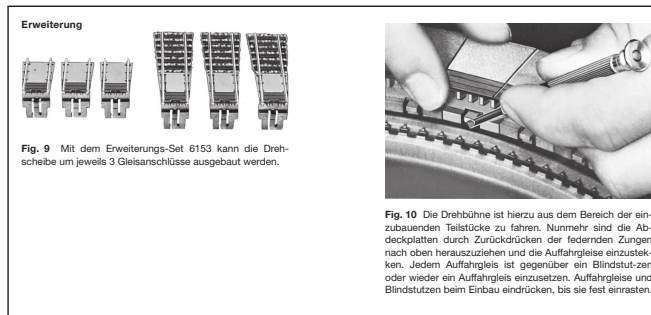 Erweiterung
Fig. 9 Mit dem Erweiterungs-Set 6153 kann die Dreh-
scheibe um jeweils 3 Gleisanschlüsse ausgebaut werden.
Fig. 10 Die Drehbühne ist hierzu aus dem Bereich der ein-
zubauenden Teilstücke zu fahren. Nunmehr sind die Ab-
deckplatten durch Zurückdrücken der federnden Zungen
nach oben herauszuziehen und die Auffahrgleise einzustek-
ken. Jedem Auffahrgleis ist gegenüber ein Blindstut-zen
oder wieder ein Auffahrgleis einzusetzen. Auffahrgleise und
Blindstutzen beim Einbau eindrücken, bis sie fest einrasten.